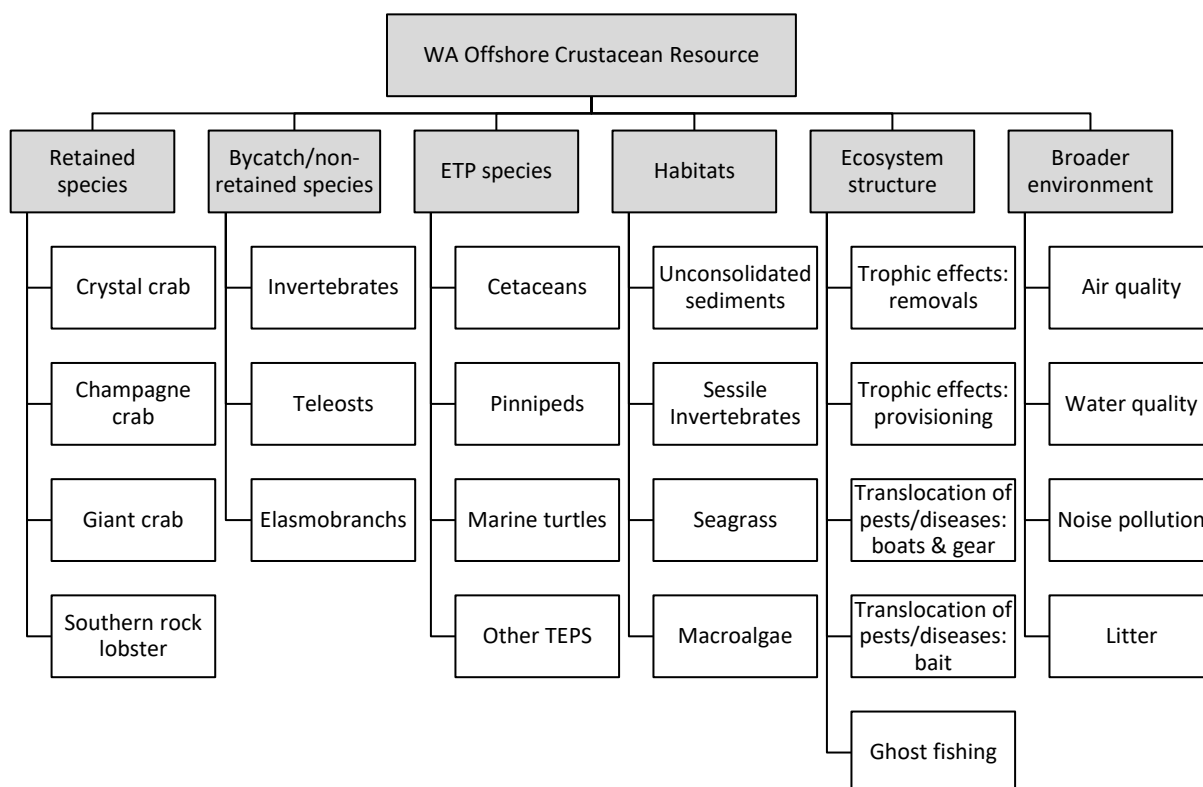 WA Offshore Crustacean Resource
Retained
species
Bycatch/non-
retained species
ETP species
Habitats
Ecosystem
structure
Broader
environment
Crystal crab
Champagne
crab
Giant crab
Southern rock
lobster
Invertebrates
Teleosts
Elasmobranchs
Cetaceans
Pinnipeds
Marine turtles
Other TEPS
Unconsolidated
sediments
Sessile
Invertebrates
Seagrass
Macroalgae
Trophic effects:
removals
Trophic effects:
provisioning
Translocation of
pests/diseases:
boats & gear
Translocation of
pests/diseases:
bait
Ghost fishing
Air quality
Water quality
Noise pollution
Litter